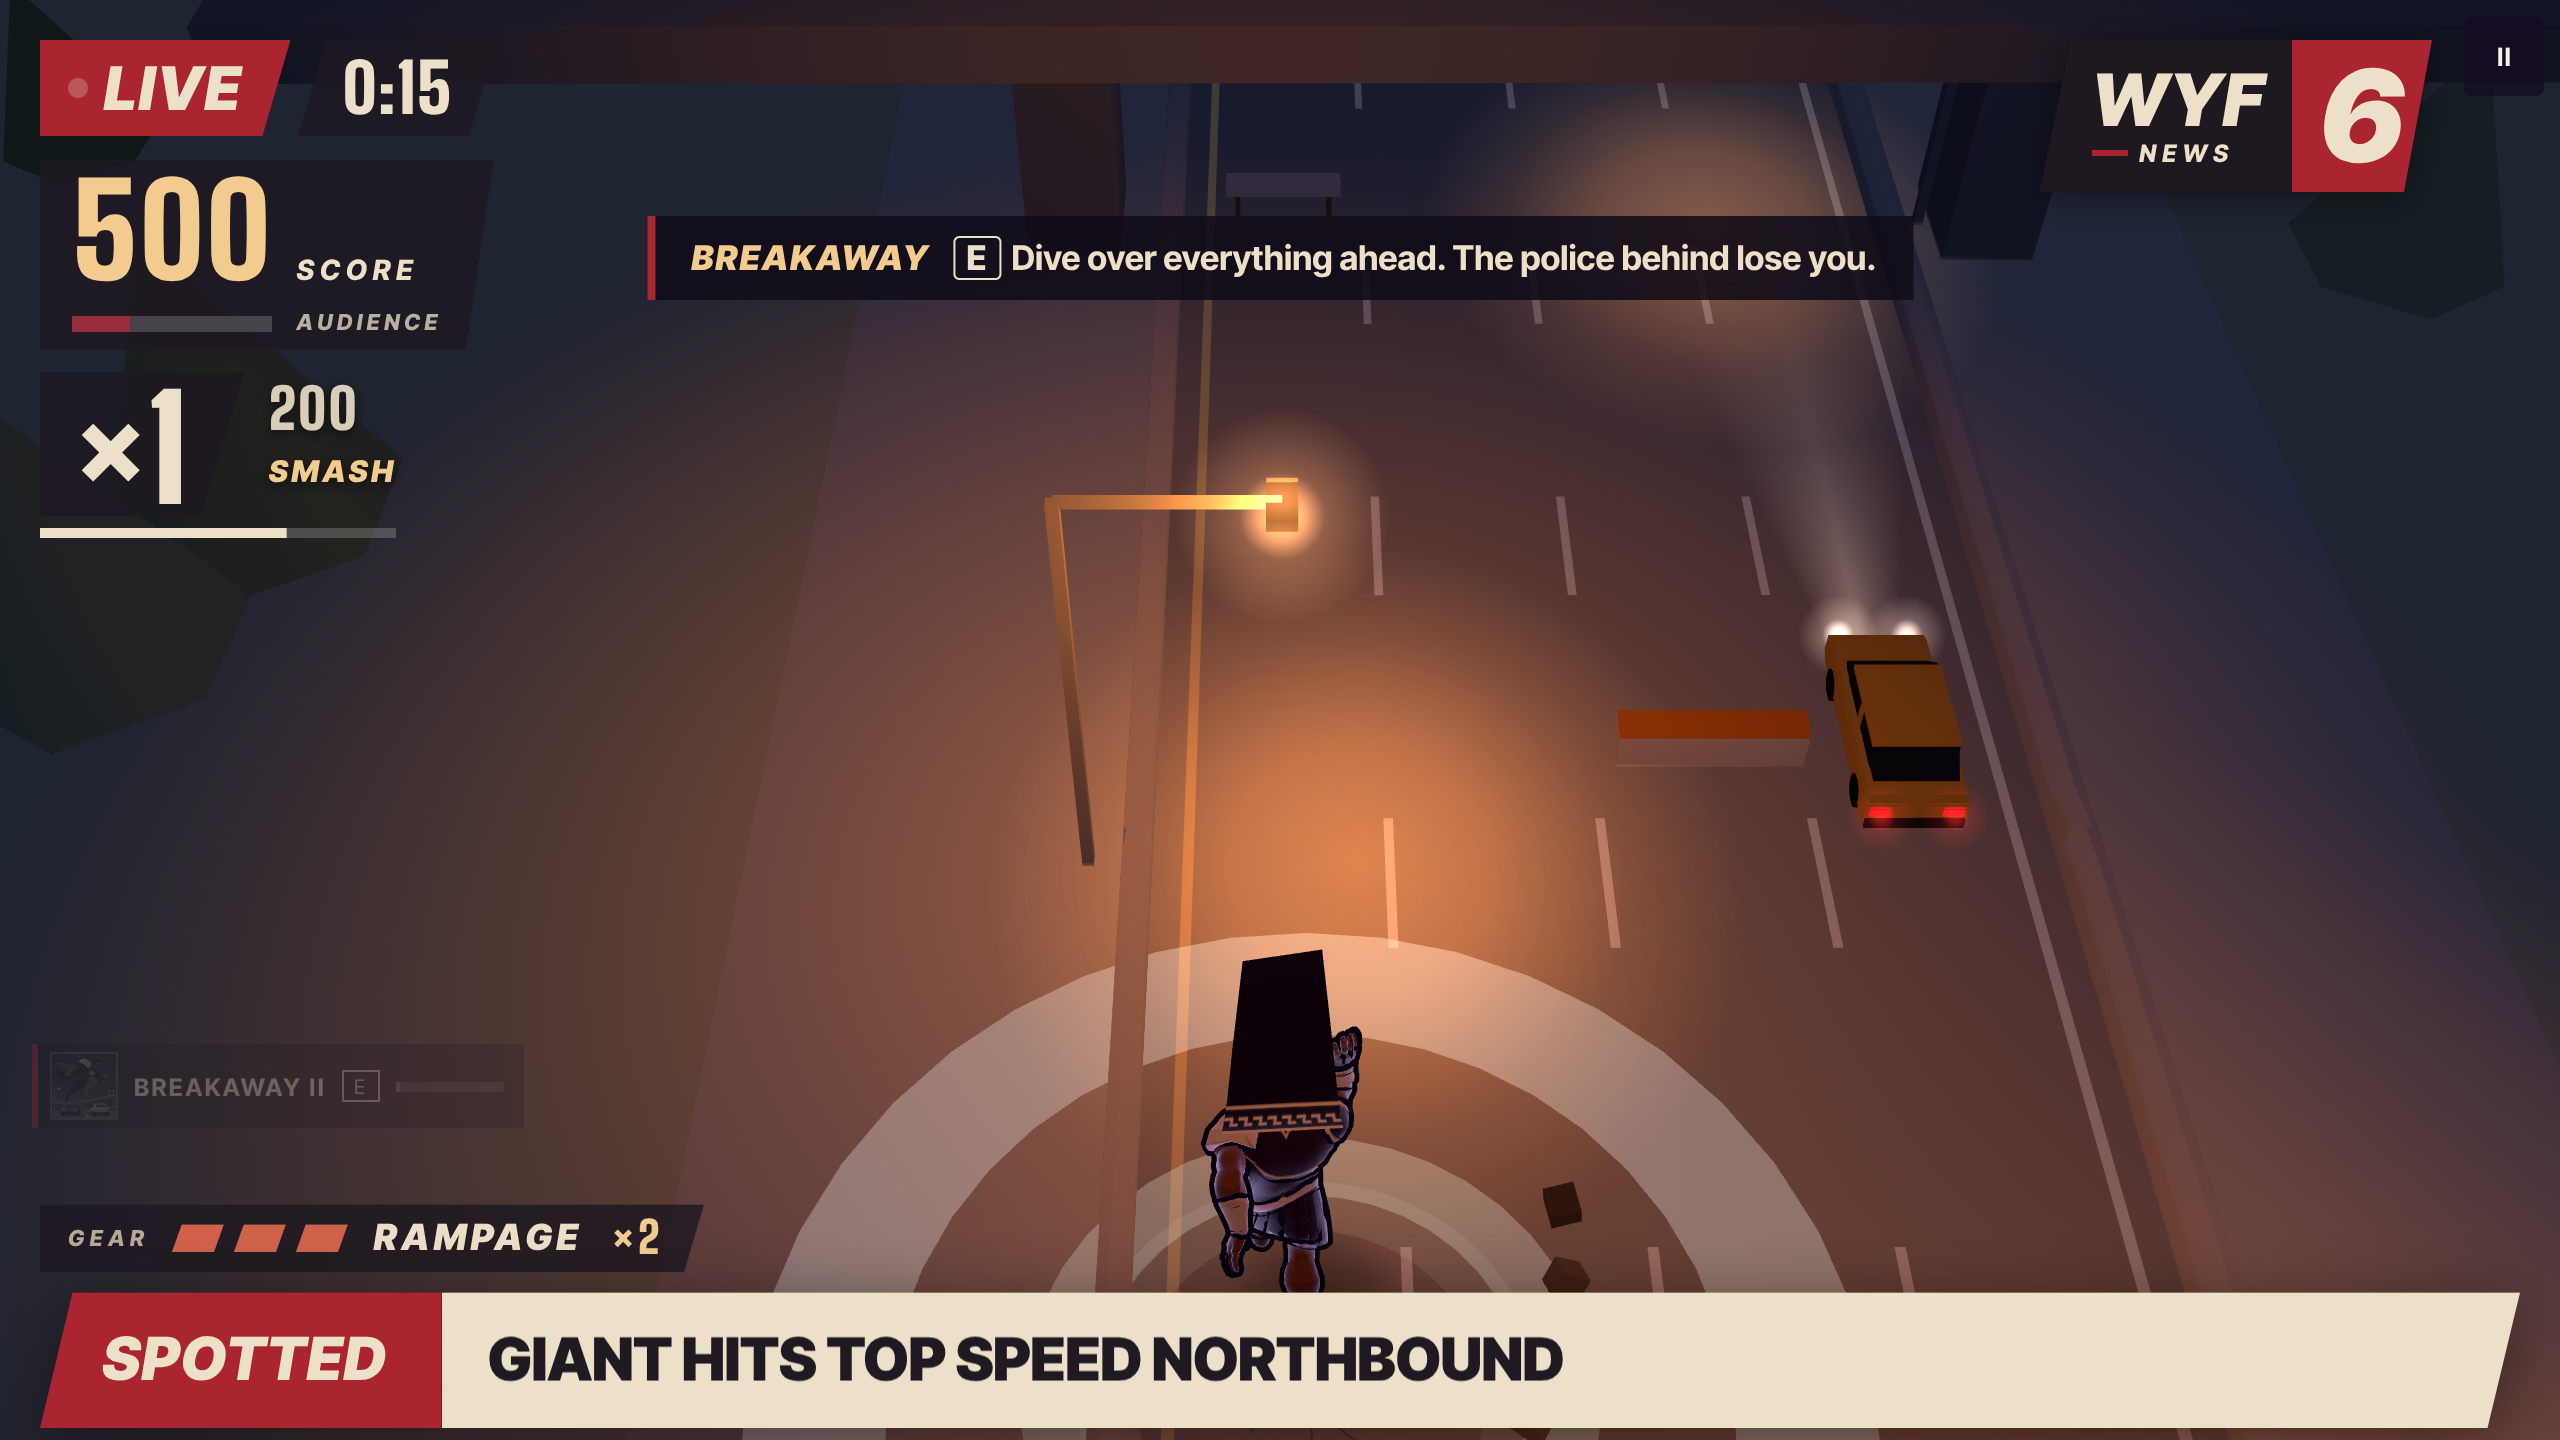 LIVE
0:15
WYF
NEWS
6
500 SCORE
AUDIENCE
BREAKAWAY E Dive over everything ahead. The police behind lose you.
×1
200
SMASH
BREAKAWAY II E
GEAR RAMPAGE ×2
SPOTTED
GIANT HITS TOP SPEED NORTHBOUND